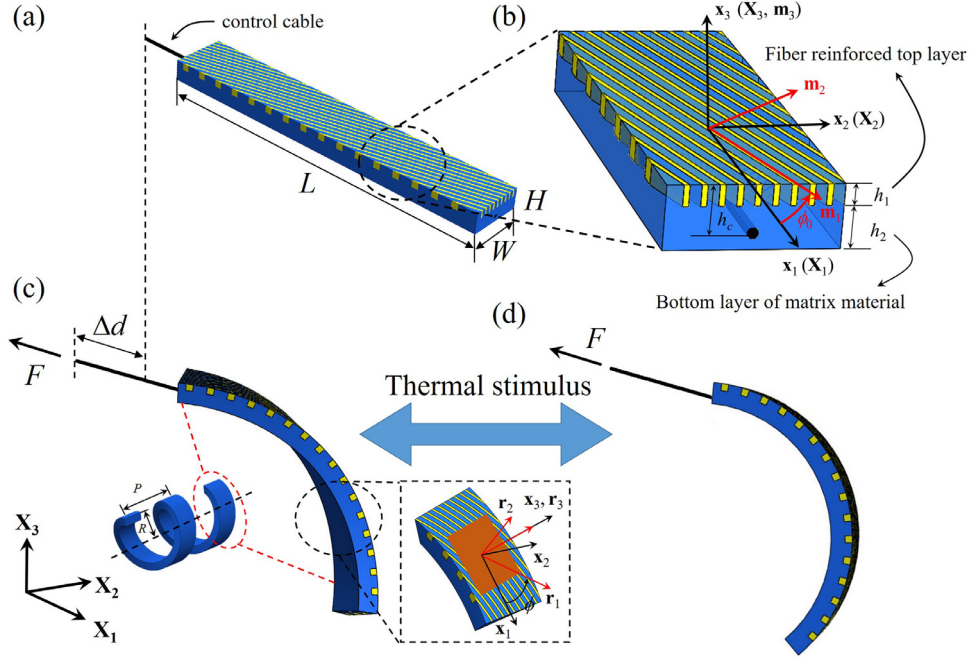 (a)
control cable
L
H
W
(b)
x₃ (X₃, m₃)
Fiber reinforced top layer
m₂
x₂ (X₂)
h₁
m₁
h_c
ϕ₀
h₂
x₁ (X₁)
Bottom layer of matrix material
(c)
Δd
F
Thermal stimulus
(d)
F
P
R
X₃
X₂
X₁
r₂
x₃, r₃
x₂
r₁
φ
x₁